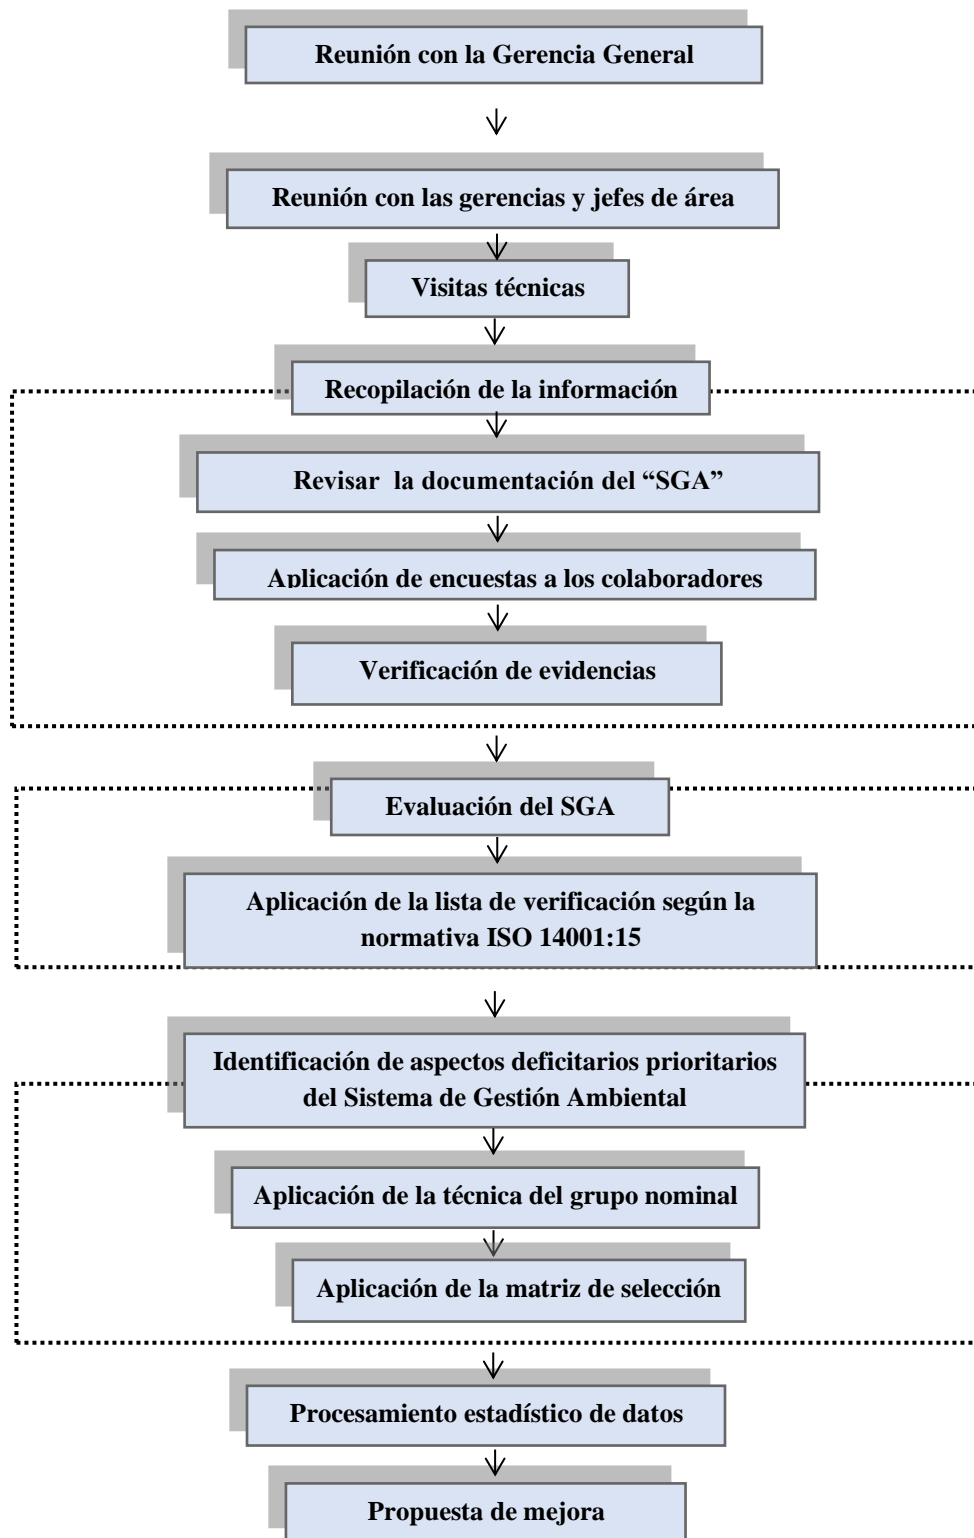 Reunión con la Gerencia General
Reunión con las gerencias y jefes de área
Visitas técnicas
Recopilación de la información
Revisar la documentación del “SGA”
Aplicación de encuestas a los colaboradores
Verificación de evidencias
Evaluación del SGA
Aplicación de la lista de verificación según la
normativa ISO 14001:15
Identificación de aspectos deficitarios prioritarios
del Sistema de Gestión Ambiental
Aplicación de la técnica del grupo nominal
Aplicación de la matriz de selección
Procesamiento estadístico de datos
Propuesta de mejora